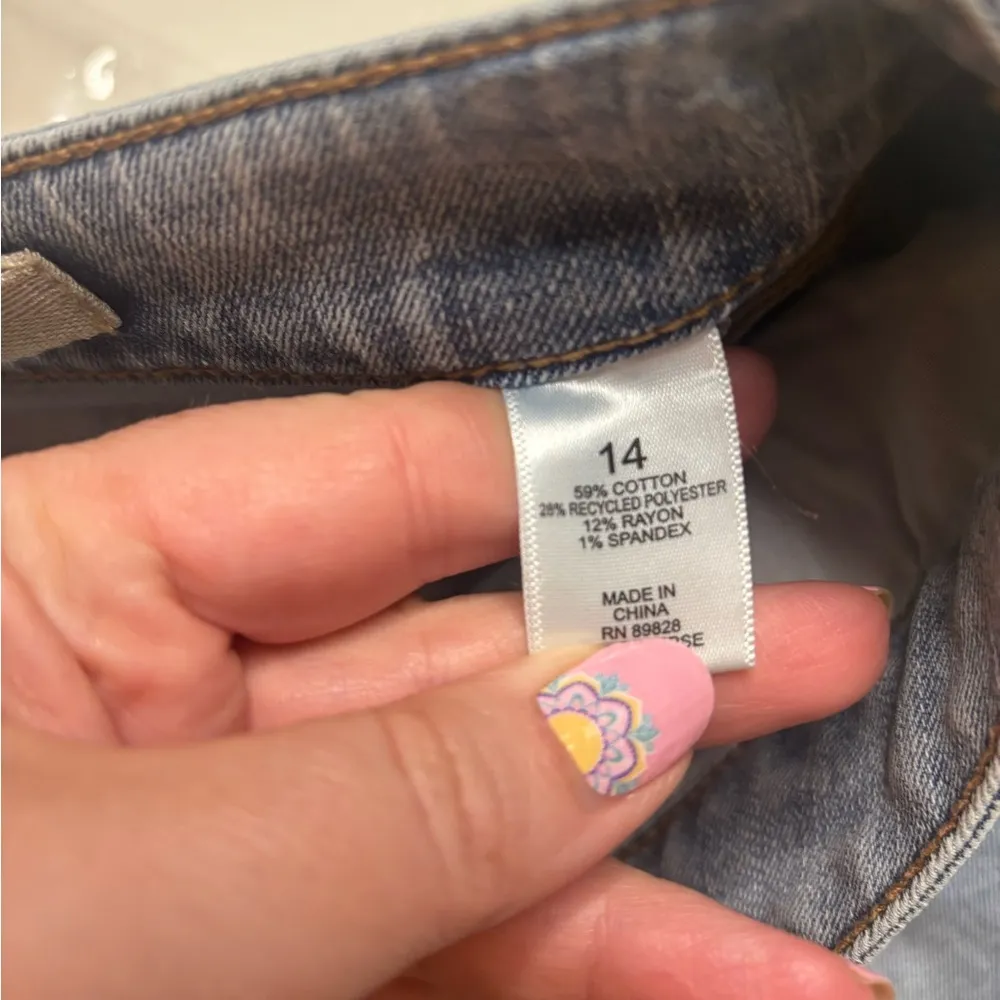 14
59% COTTON
28% RECYCLED POLYESTER
12% RAYON
1% SPANDEX
MADE IN
CHINA
RN 89828